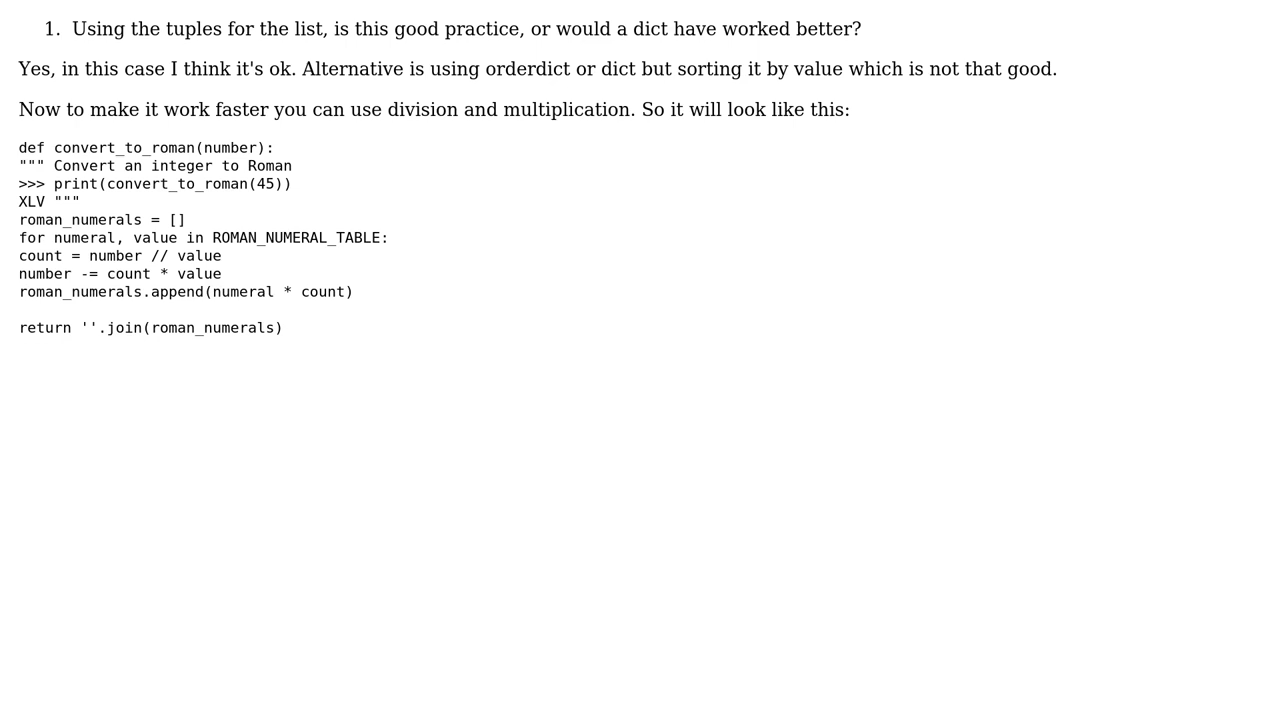 1. Using the tuples for the list, is this good practice, or would a dict have worked better?
Yes, in this case I think it's ok. Alternative is using orderdict or dict but sorting it by value which is not that good.
Now to make it work faster you can use division and multiplication. So it will look like this:
def convert_to_roman(number):
""" Convert an integer to Roman
>>> print(convert_to_roman(45))
XLV """
roman_numerals = []
for numeral, value in ROMAN_NUMERAL_TABLE:
count = number // value
number -= count * value
roman_numerals.append(numeral * count)
return ''.join(roman_numerals)